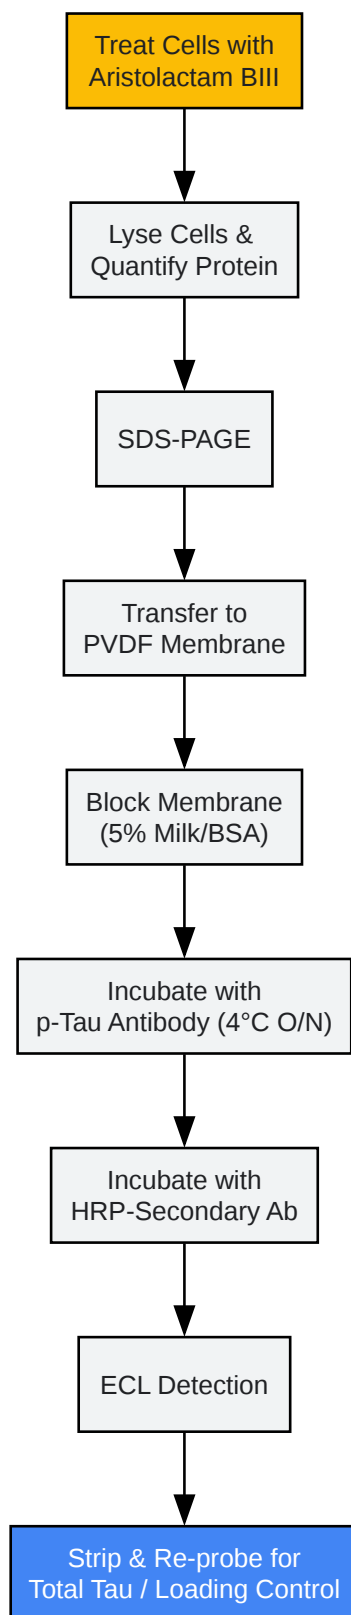 Treat Cells with
Aristolactam BIII
Lyse Cells &
Quantify Protein
SDS-PAGE
Transfer to
PVDF Membrane
Block Membrane
(5% Milk/BSA)
Incubate with
p-Tau Antibody (4°C O/N)
Incubate with
HRP-Secondary Ab
ECL Detection
Strip & Re-probe for
Total Tau / Loading Control